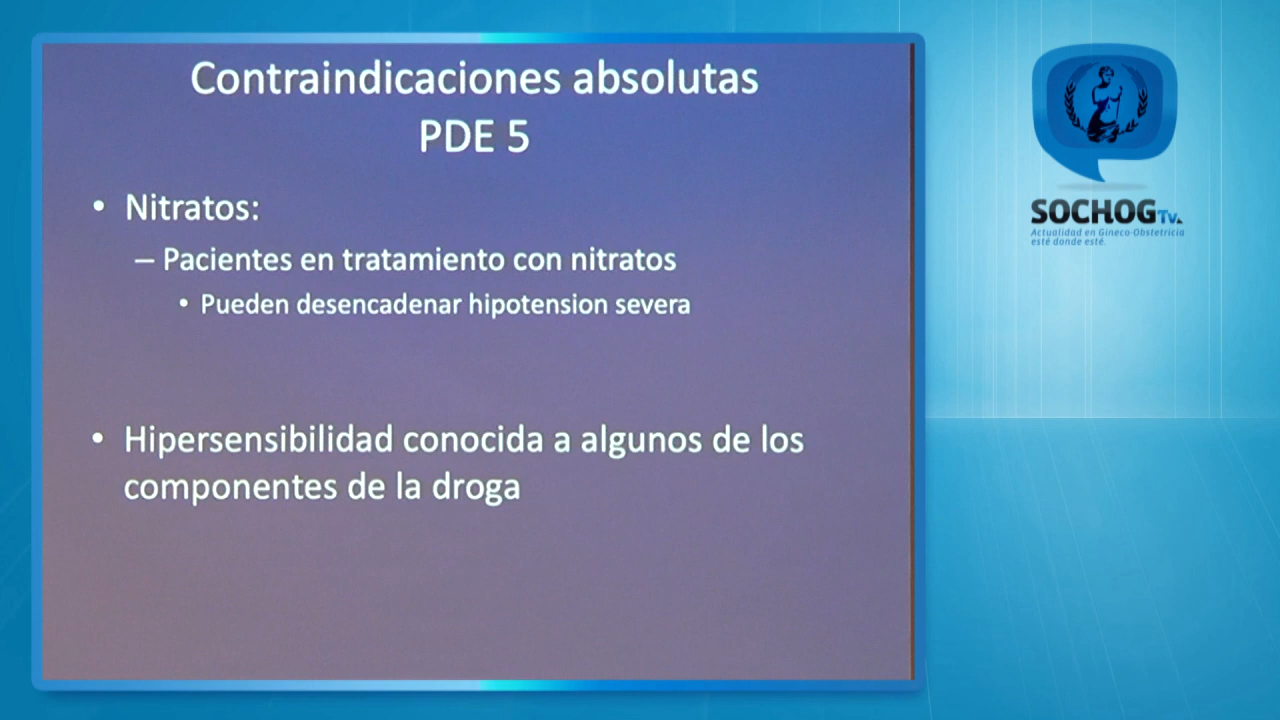 Contraindicaciones absolutas
PDE 5
• Nitratos:
– Pacientes en tratamiento con nitratos
• Pueden desencadenar hipotension severa
• Hipersensibilidad conocida a algunos de los
componentes de la droga
SOCHOG Tv.
Actualidad en Gineco-Obstetricia
esté donde esté.